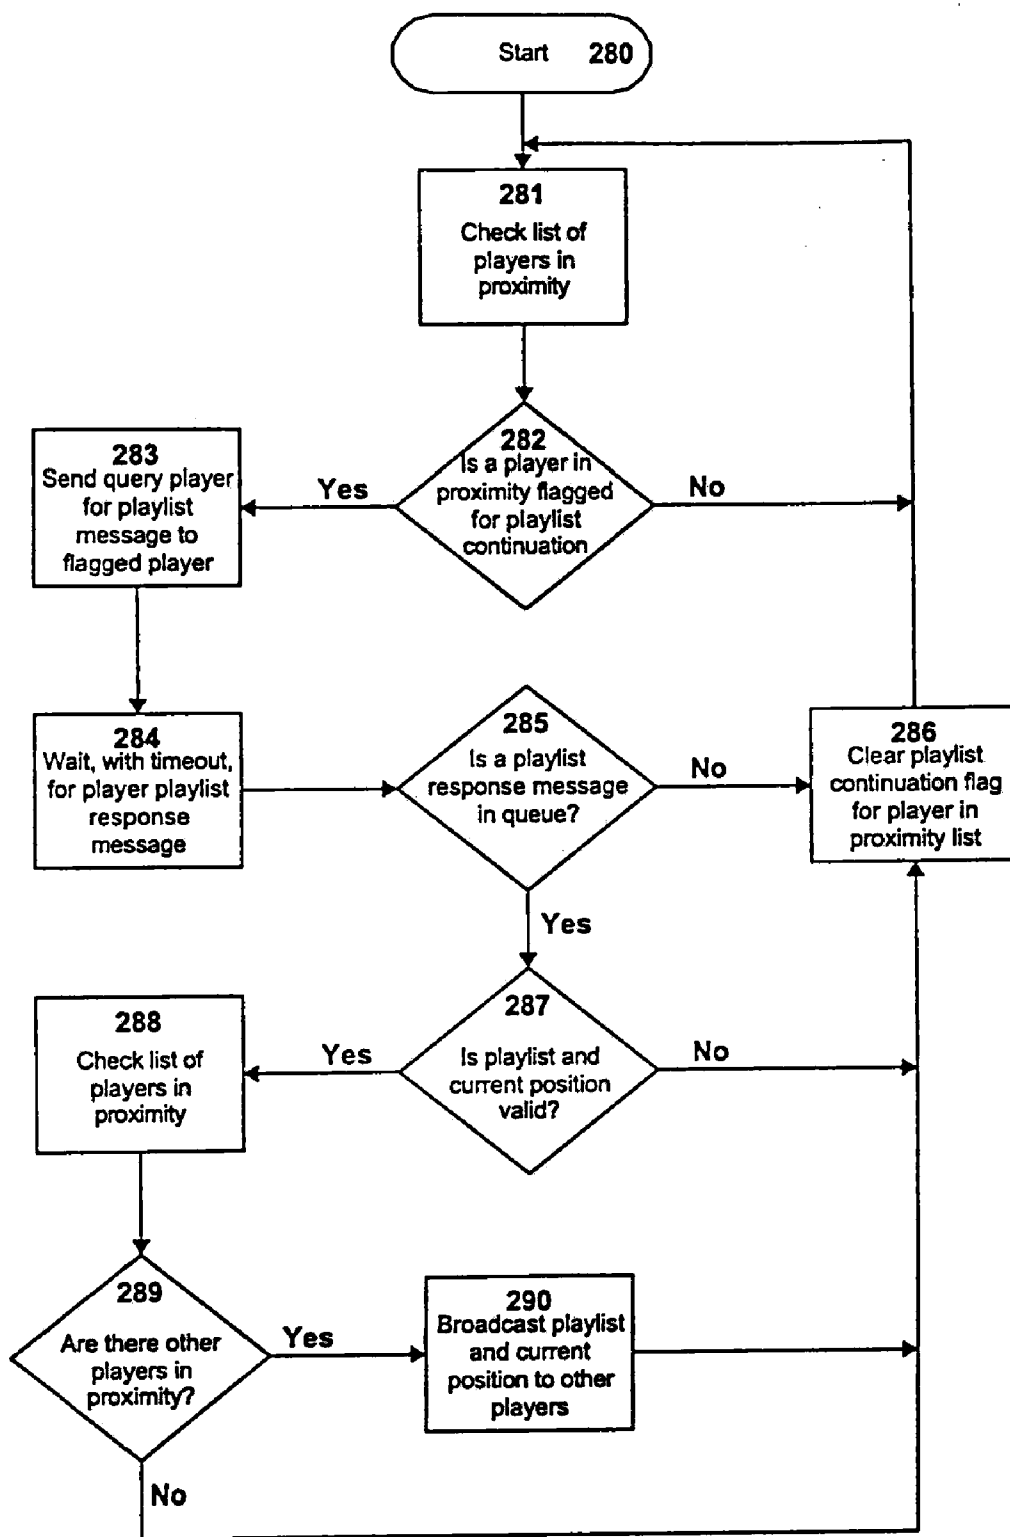 Start 280
281
Check list of
players in
proximity
282
Is a player in
proximity flagged
for playlist
continuation
Yes
No
283
Send query player
for playlist
message to
flagged player
284
Wait, with timeout,
for player playlist
response
message
285
Is a playlist
response message
in queue?
No
Yes
286
Clear playlist
continuation flag
for player in
proximity list
287
Is playlist and
current position
valid?
Yes
No
288
Check list of
players in
proximity
289
Are there other
players in
proximity?
Yes
No
290
Broadcast playlist
and current
position to other
players